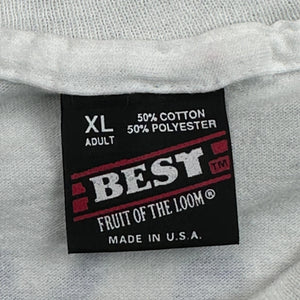 XL
ADULT
50% COTTON
50% POLYESTER
BEST TM
FRUIT OF THE LOOM®
MADE IN U.S.A.